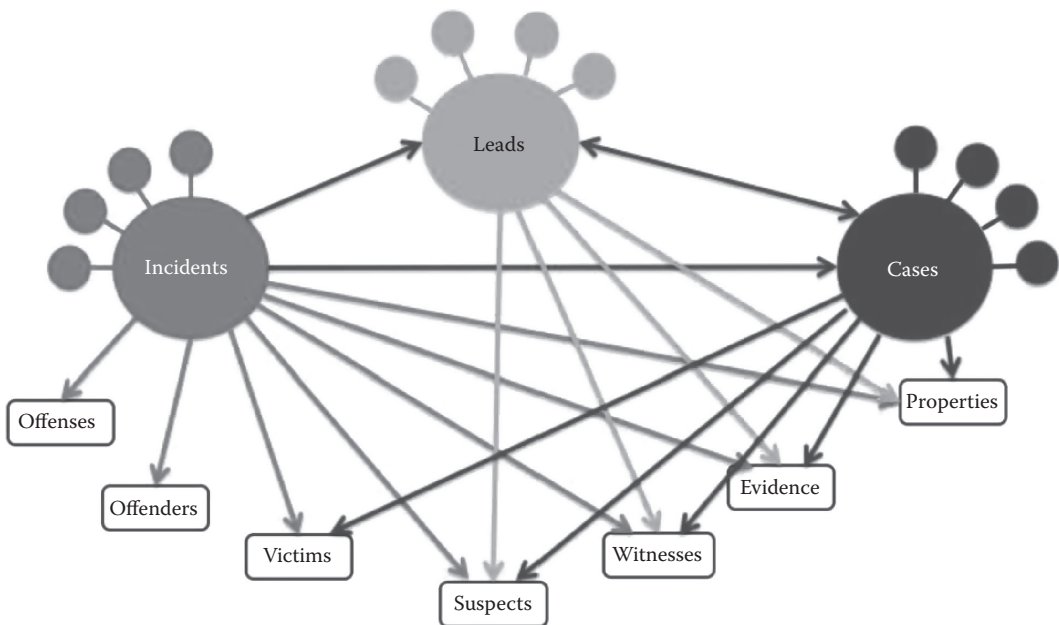 Leads
Incidents
Cases
Offenses
Offenders
Victims
Suspects
Witnesses
Evidence
Properties